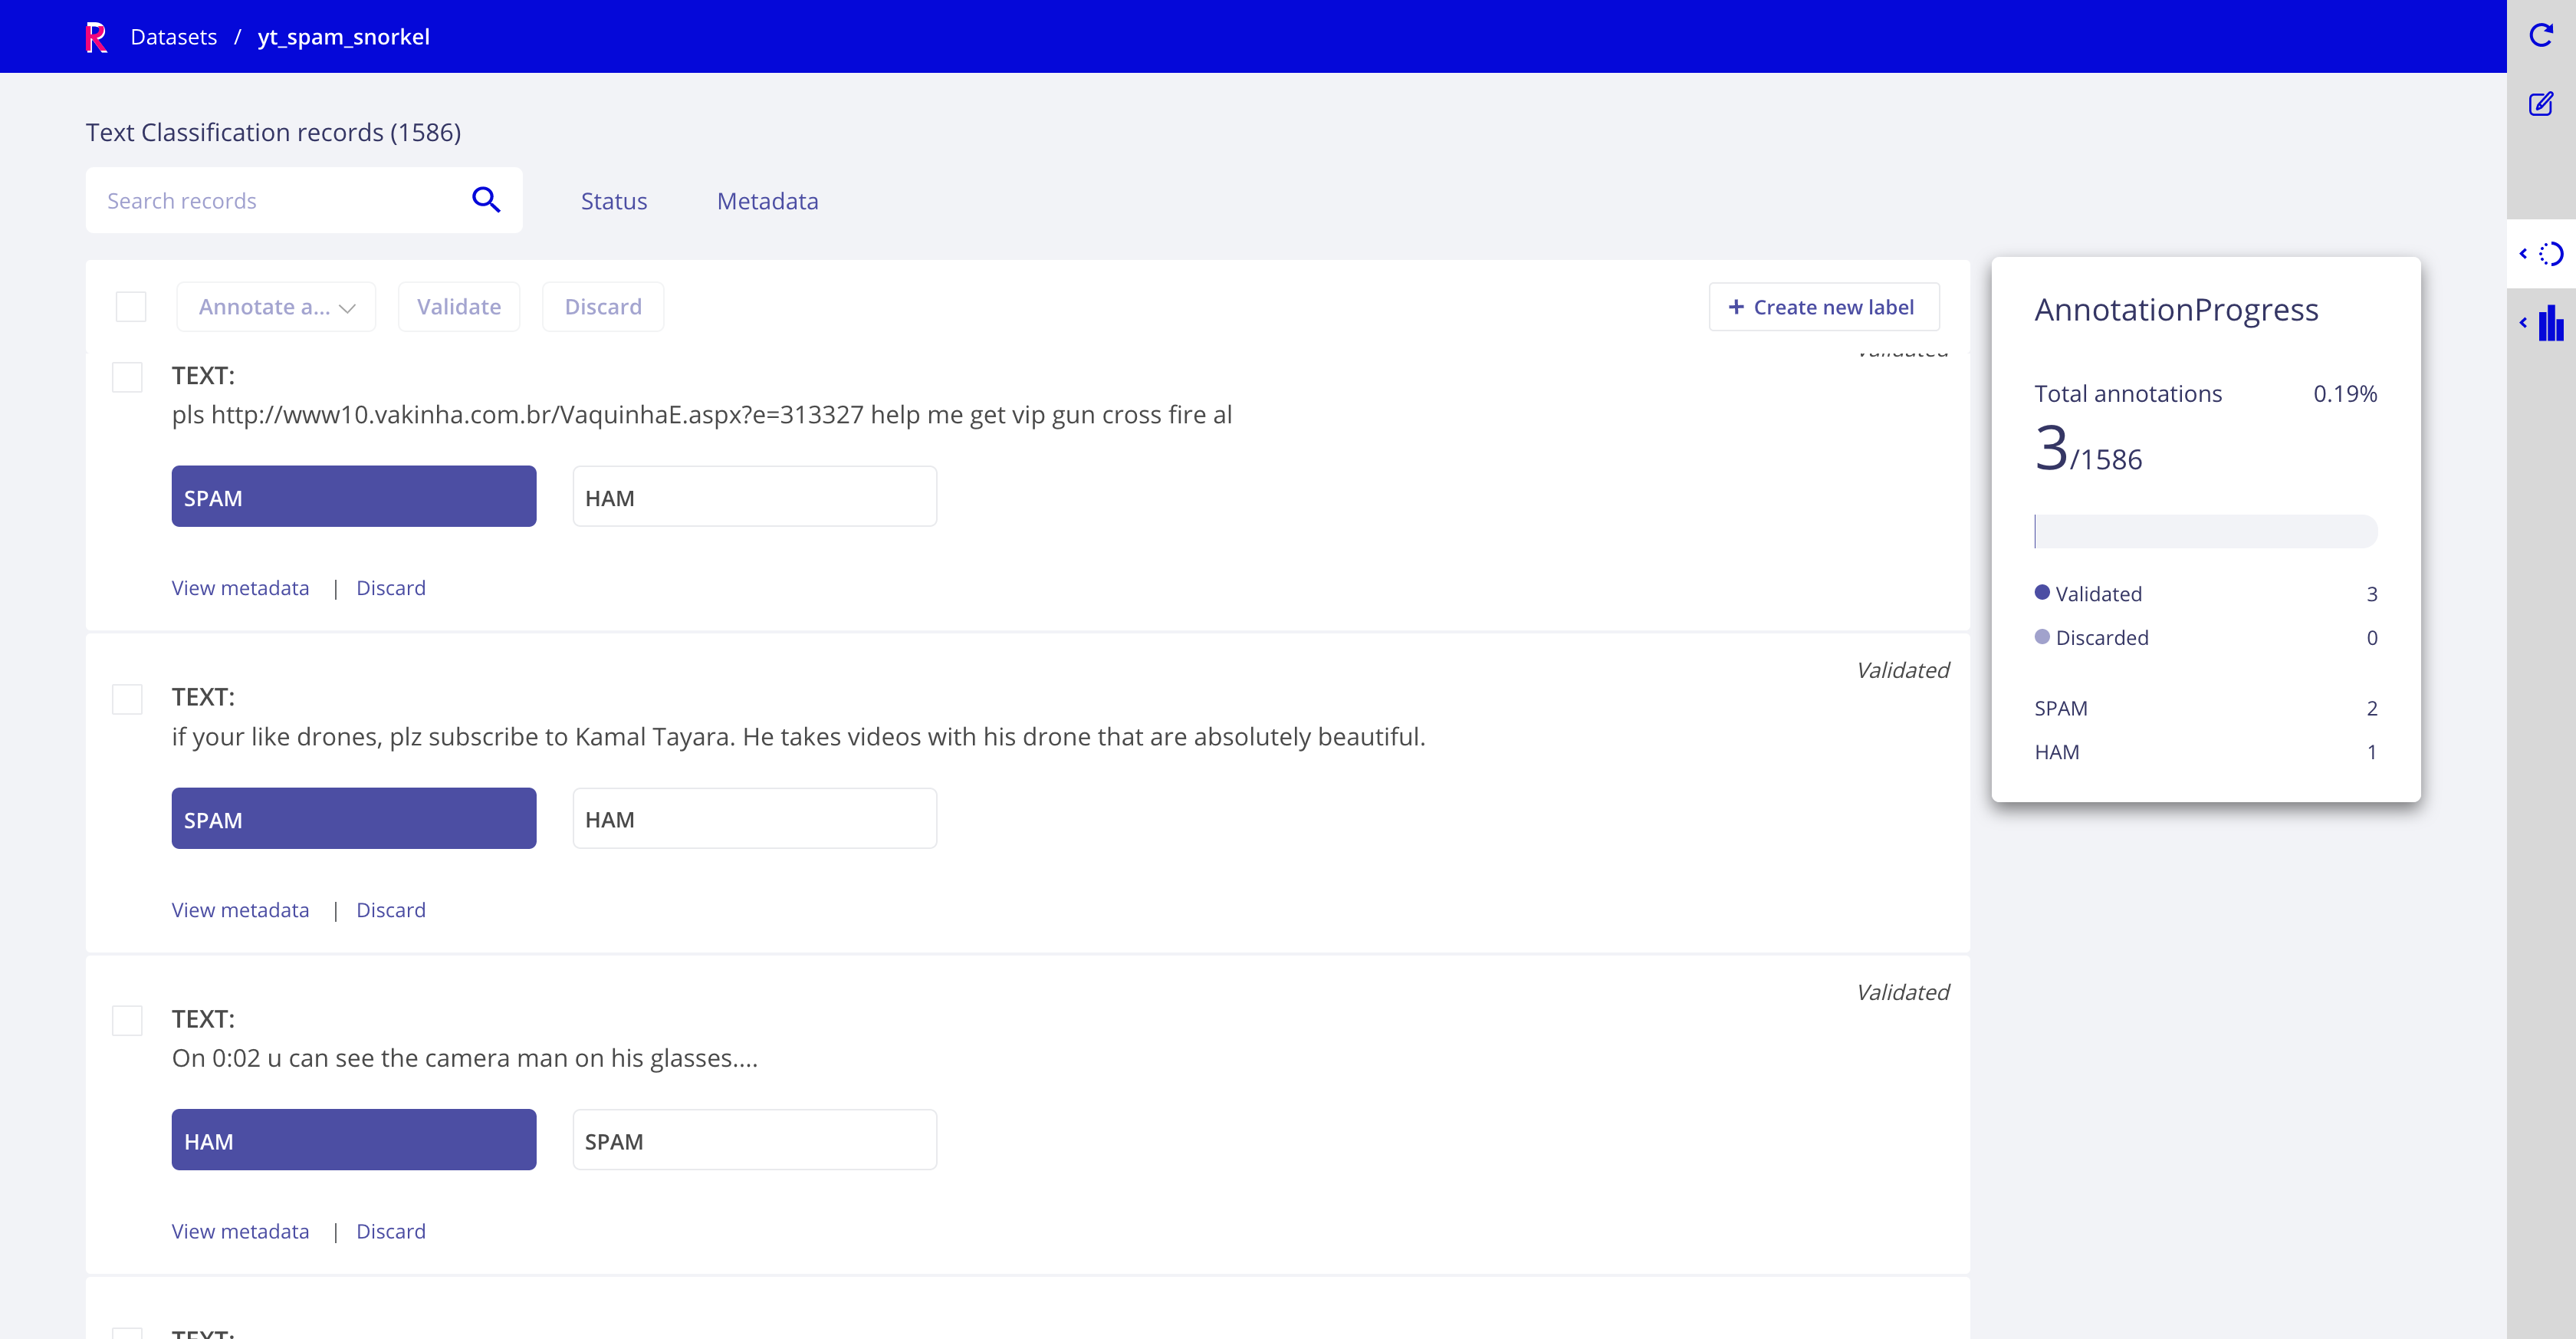 Datasets / yt_spam_snorkel
Text Classification records (1586)
Search records
Status
Metadata
Annotate a...
Validate
Discard
+ Create new label
Validated
TEXT:
pls http://www10.vakinha.com.br/VaquinhaE.aspx?e=313327 help me get vip gun cross fire al
SPAM
HAM
View metadata | Discard
Validated
TEXT:
if your like drones, plz subscribe to Kamal Tayara. He takes videos with his drone that are absolutely beautiful.
SPAM
HAM
View metadata | Discard
Validated
TEXT:
On 0:02 u can see the camera man on his glasses....
HAM
SPAM
View metadata | Discard
TEXT:
AnnotationProgress
Total annotations 0.19%
3/1586
Validated 3
Discarded 0
SPAM 2
HAM 1